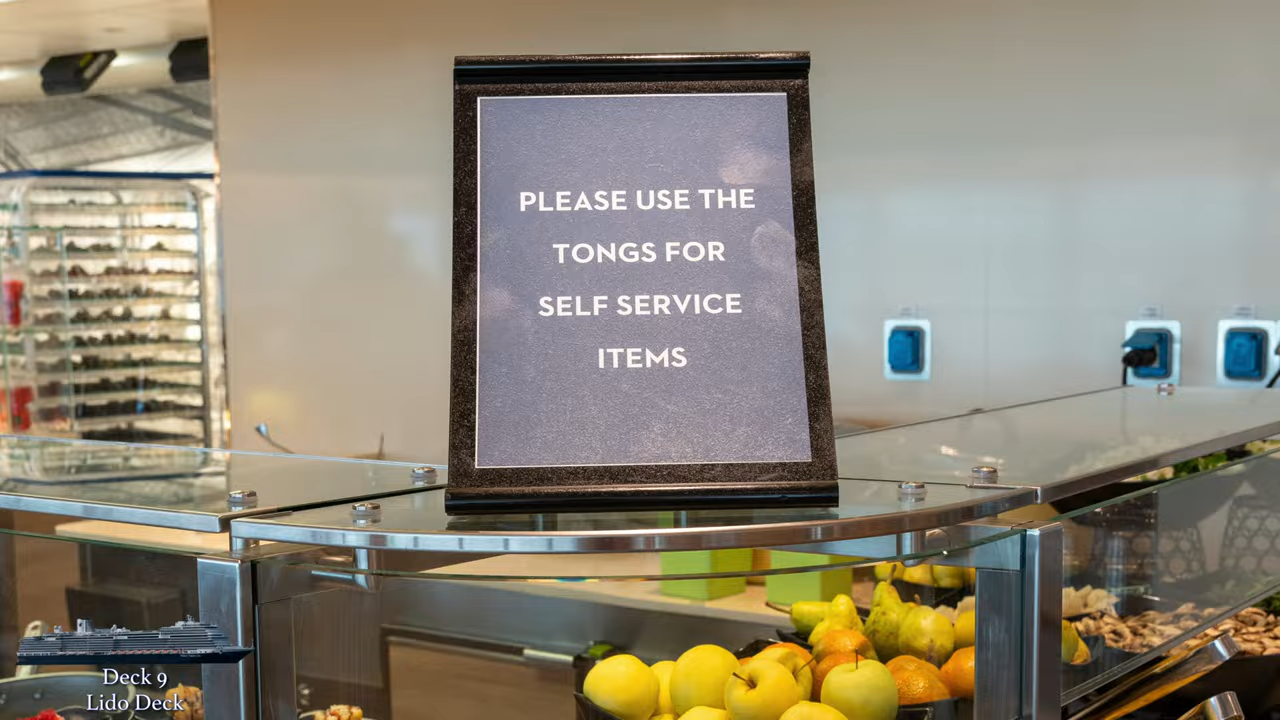 PLEASE USE THE
TONGS FOR
SELF SERVICE
ITEMS
Deck 9
Lido Deck